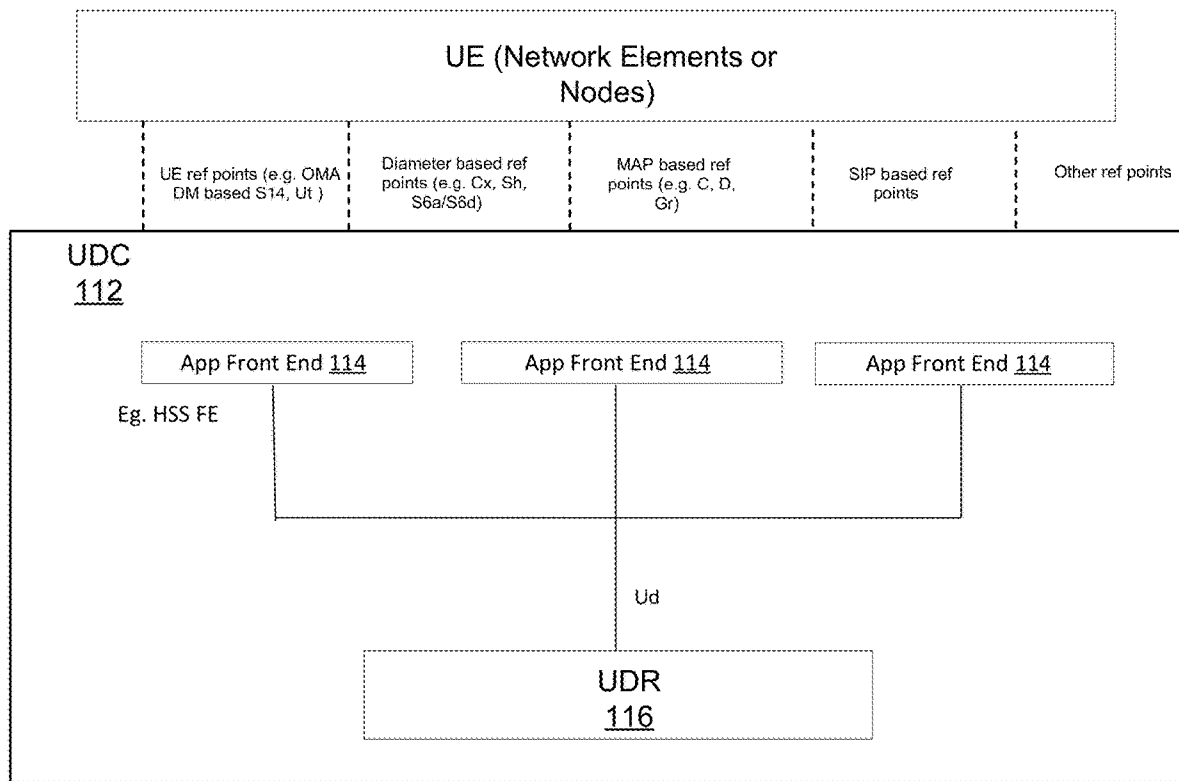 UE (Network Elements or
Nodes)
UE ref points (e.g. OMA
DM based S14, Ut )
Diameter based ref
points (e.g. Cx, Sh,
S6a/S6d)
MAP based ref
points (e.g. C, D,
Gr)
SIP based ref
points
Other ref points
UDC
112
App Front End 114
App Front End 114
App Front End 114
Eg. HSS FE
Ud
UDR
116